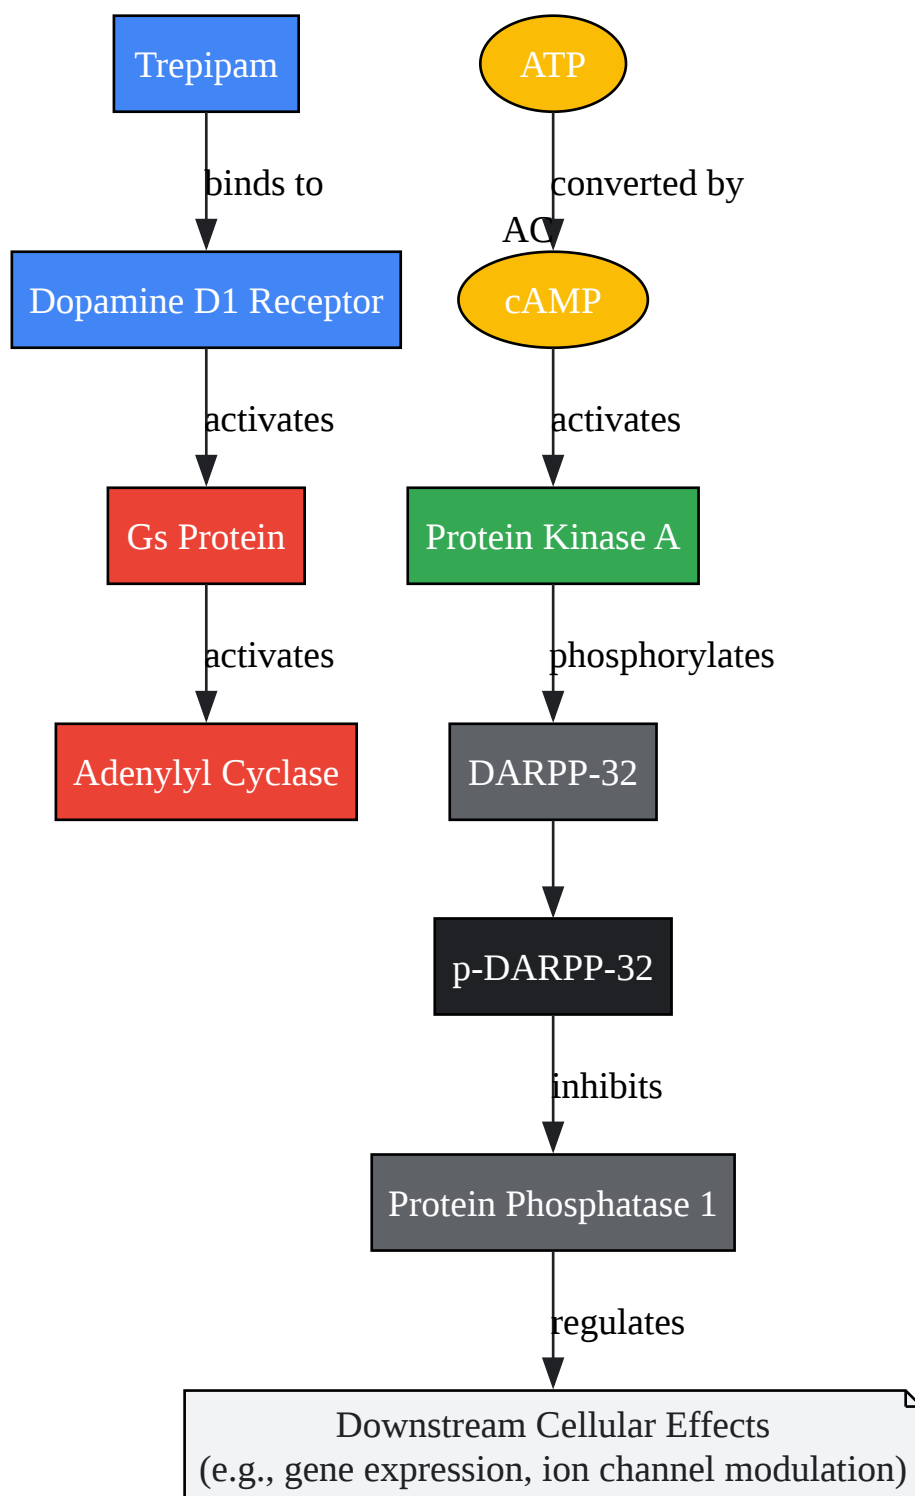 Trepipam
binds to
Dopamine D1 Receptor
activates
Gs Protein
activates
Adenylyl Cyclase
ATP
converted by
AC
cAMP
activates
Protein Kinase A
phosphorylates
DARPP-32
p-DARPP-32
inhibits
Protein Phosphatase 1
regulates
Downstream Cellular Effects
(e.g., gene expression, ion channel modulation)